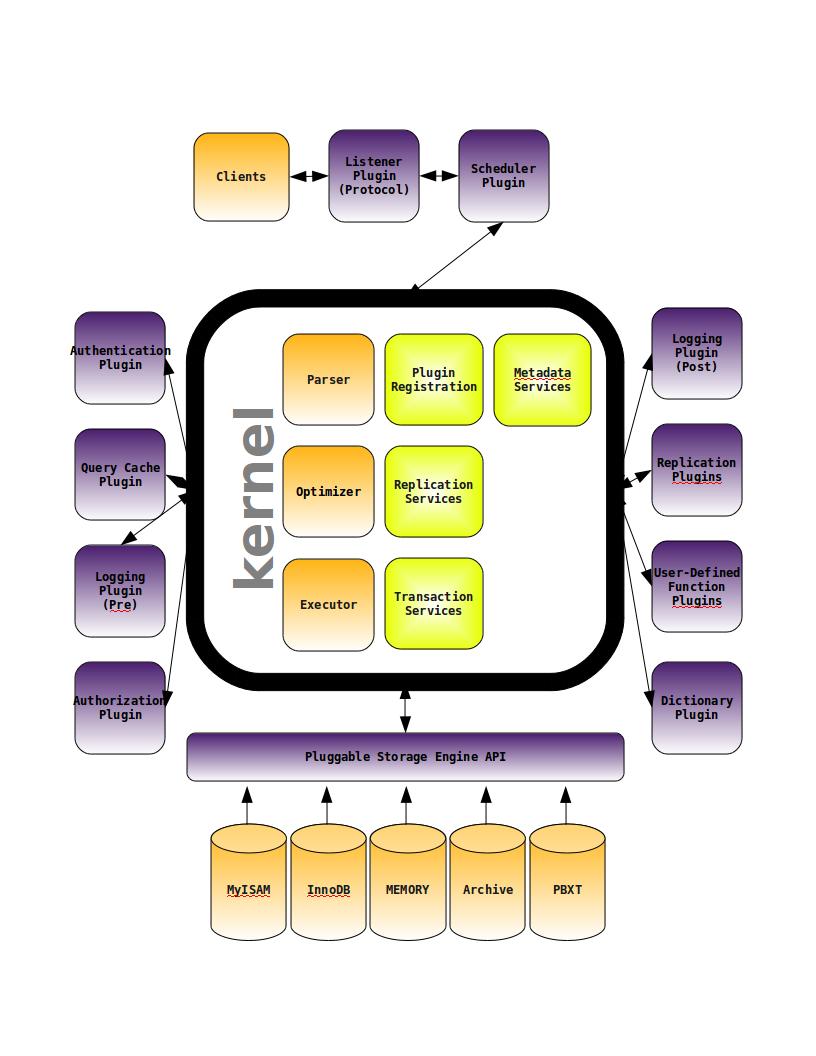 Clients
Listener
Plugin
(Protocol)
Scheduler
Plugin
Authentication
Plugin
Query Cache
Plugin
Logging
Plugin
(Pre)
Authorization
Plugin
kernel
Parser
Plugin
Registration
Metadata
Services
Optimizer
Replication
Services
Executor
Transaction
Services
Logging
Plugin
(Post)
Replication
Plugins
User-Defined
Function
Plugins
Dictionary
Plugin
Pluggable Storage Engine API
MyISAM
InnoDB
MEMORY
Archive
PBXT